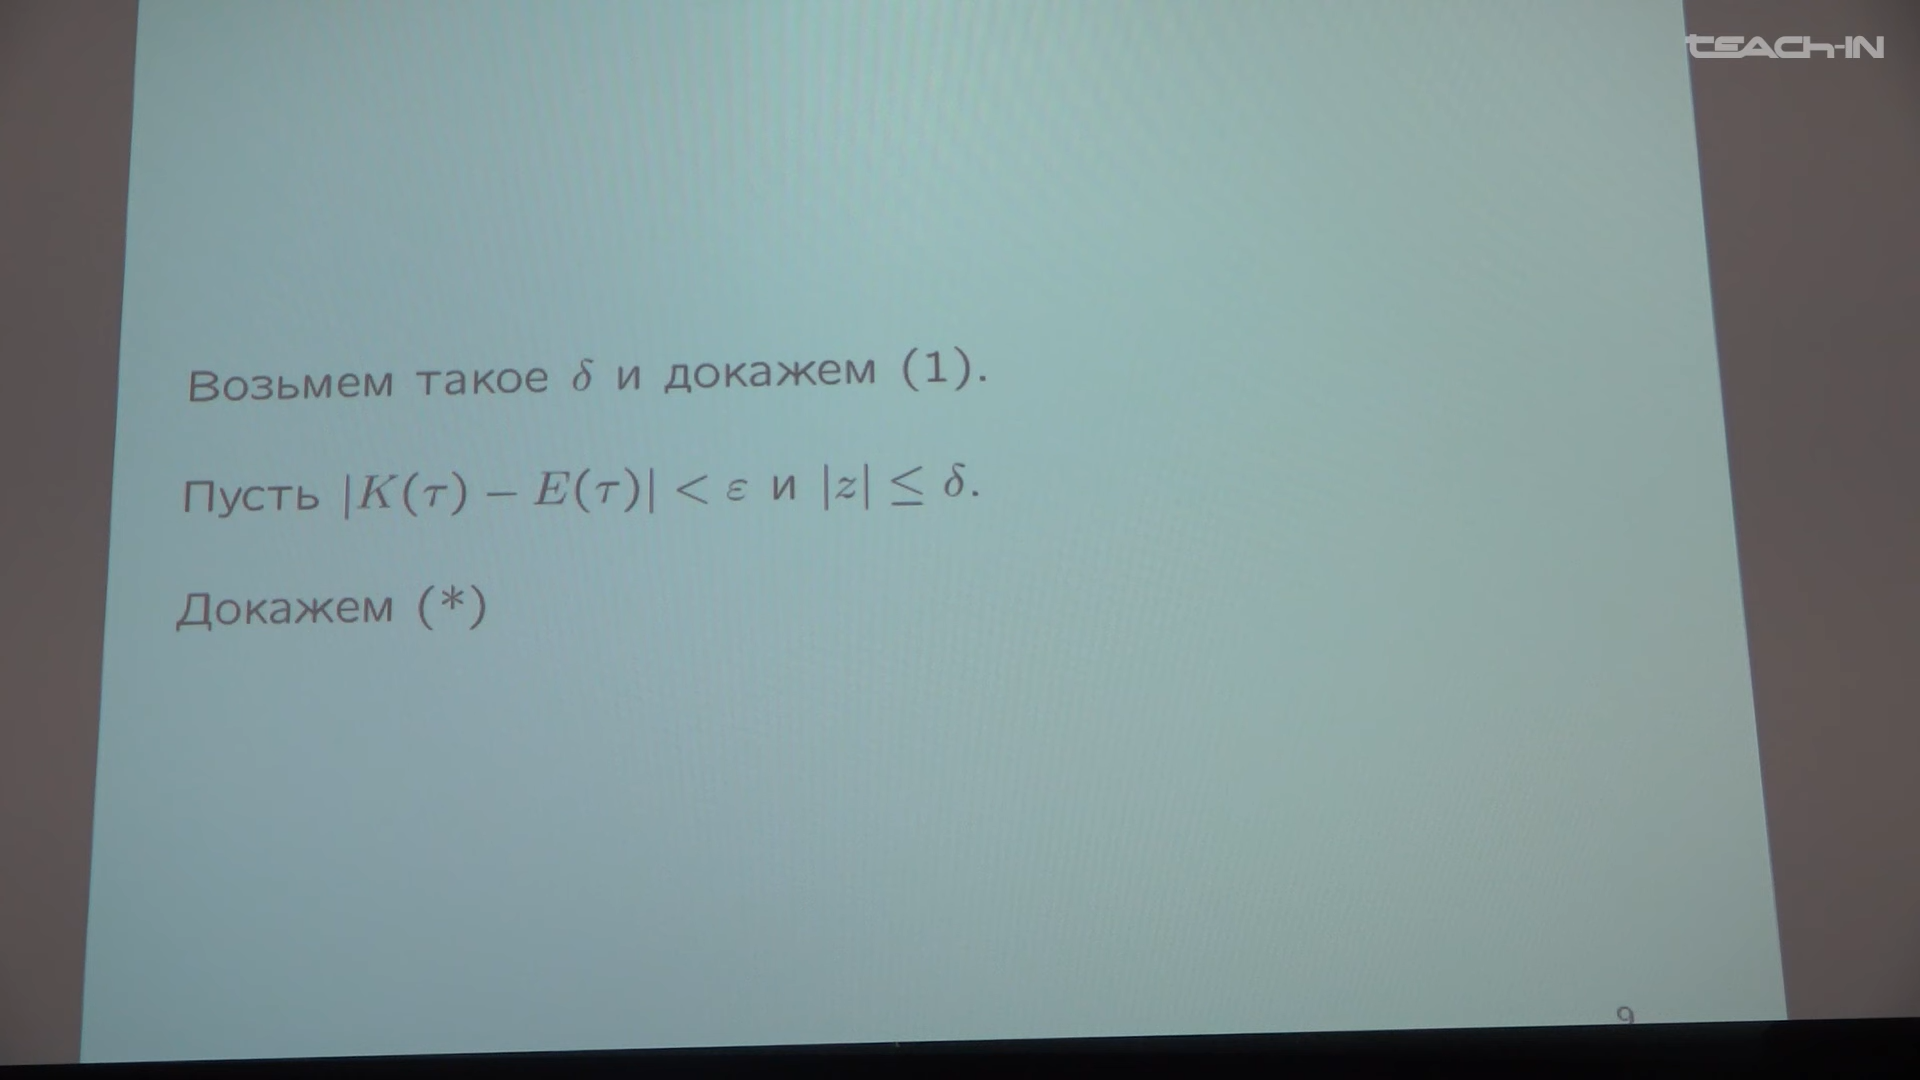 TEACH-IN
Возьмем такое δ и докажем (1).
Пусть |K(τ) − E(τ)| < ε и |z| ≤ δ.
Докажем (*)
9